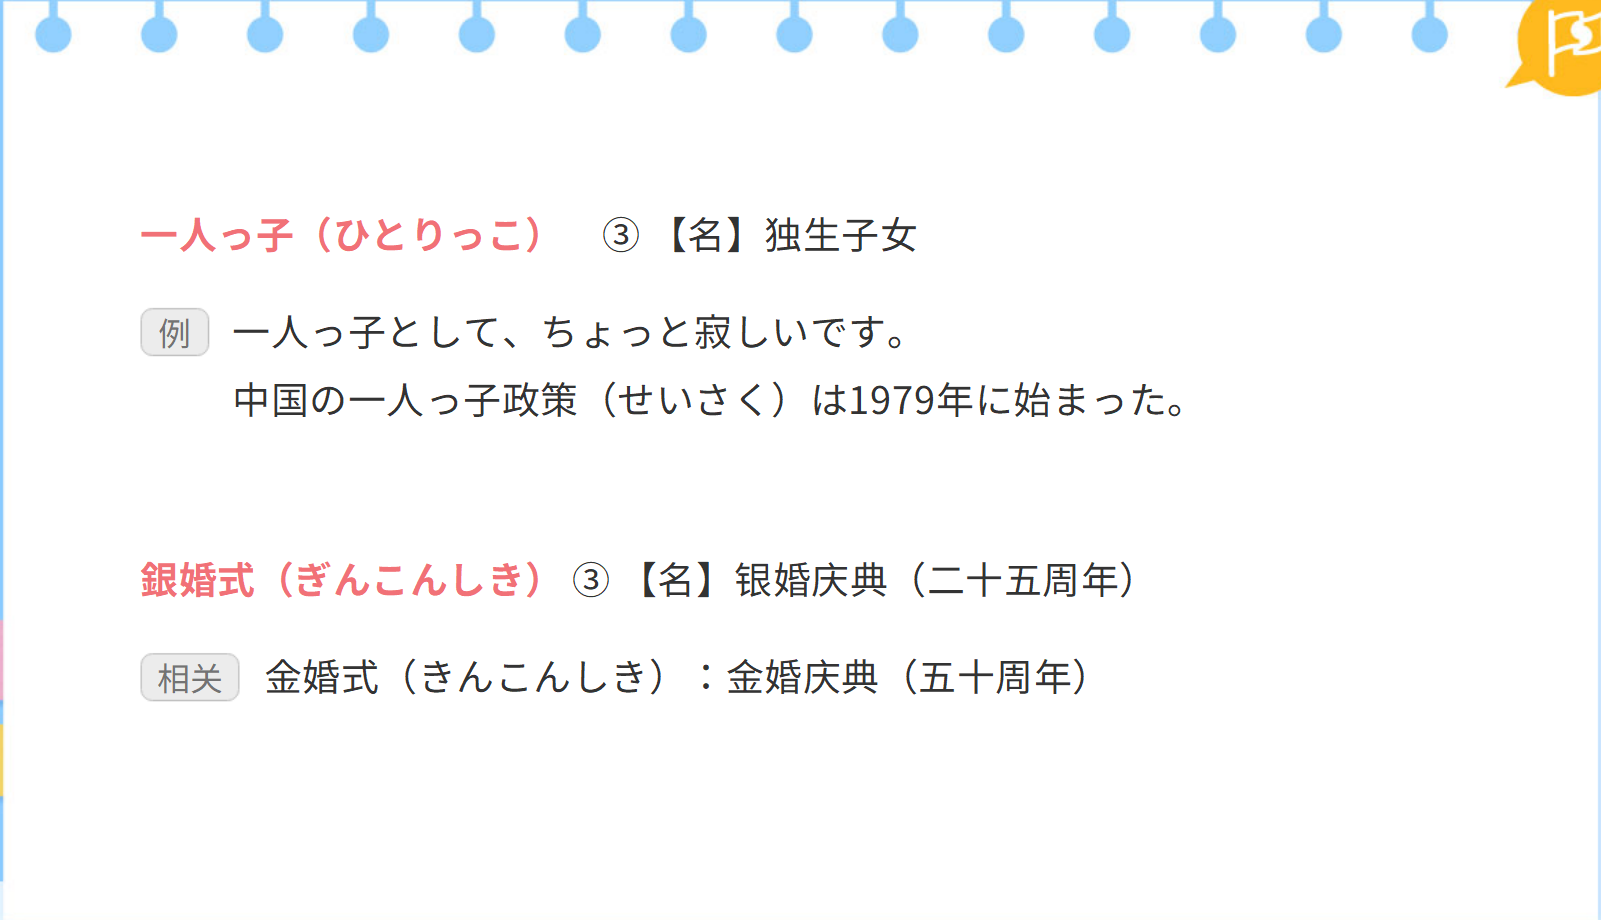 一人っ子（ひとりっこ） ③ 【名】独生子女
例 一人っ子として、ちょっと寂しいです。
中国の一人っ子政策（せいさく）は1979年に始まった。
銀婚式（ぎんこんしき） ③ 【名】银婚庆典（二十五周年）
相关 金婚式（きんこんしき）：金婚庆典（五十周年）